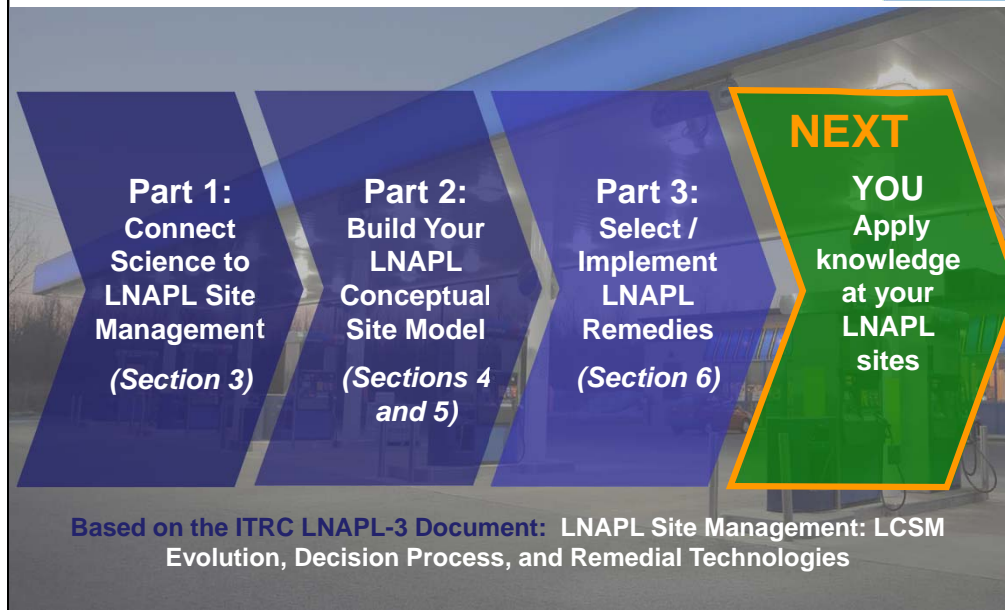 Part 1:
Connect
Science to
LNAPL Site
Management
(Section 3)
Part 2:
Build Your
LNAPL
Conceptual
Site Model
(Sections 4
and 5)
Part 3:
Select /
Implement
LNAPL
Remedies
(Section 6)
NEXT
YOU
Apply
knowledge
at your
LNAPL
sites
Based on the ITRC LNAPL-3 Document: LNAPL Site Management: LCSM
Evolution, Decision Process, and Remedial Technologies